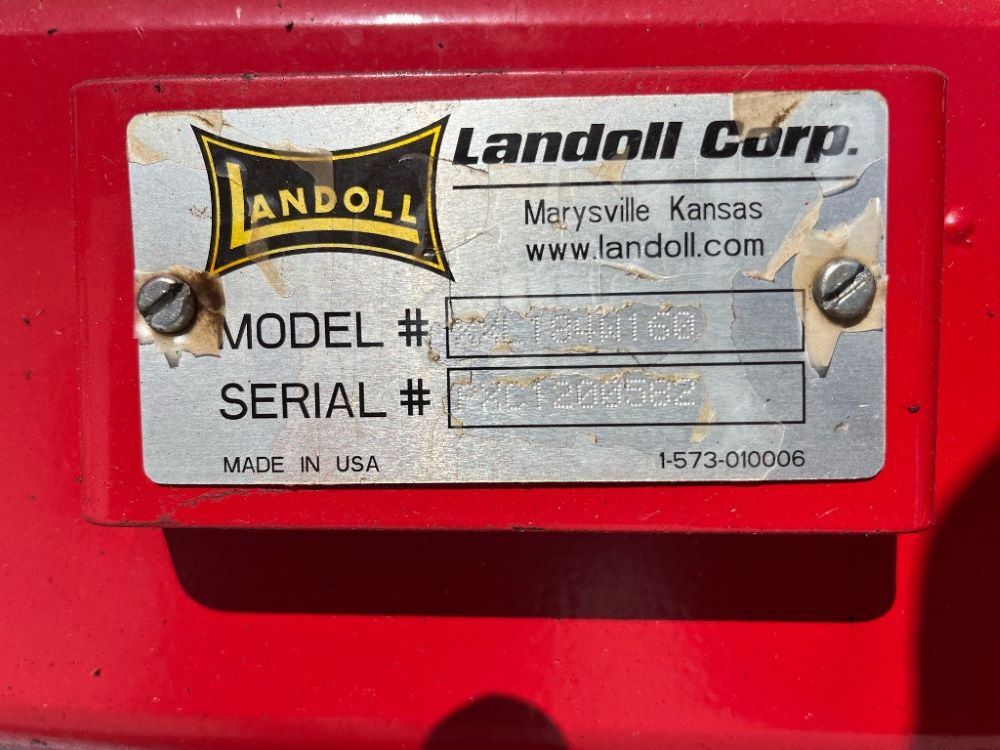 LANDOLL
Landoll Corp.
Marysville Kansas
www.landoll.com
MODEL #
SERIAL #
MADE IN USA
1-573-010006